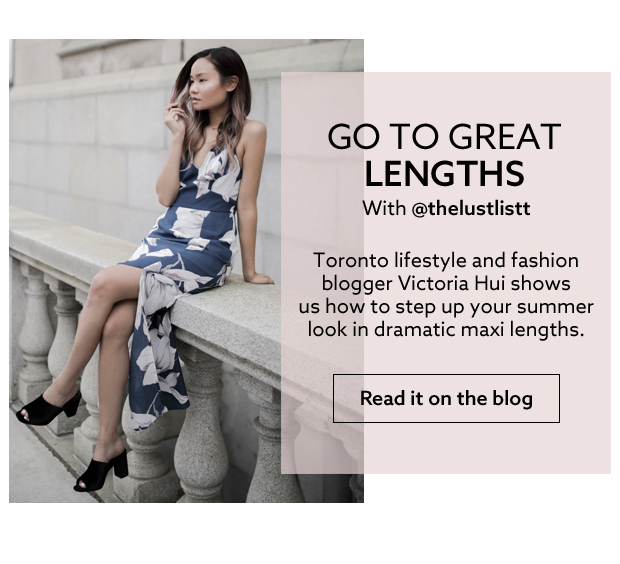 GO TO GREAT
LENGTHS
With @thelustlistt
Toronto lifestyle and fashion
blogger Victoria Hui shows
us how to step up your summer
look in dramatic maxi lengths.
Read it on the blog